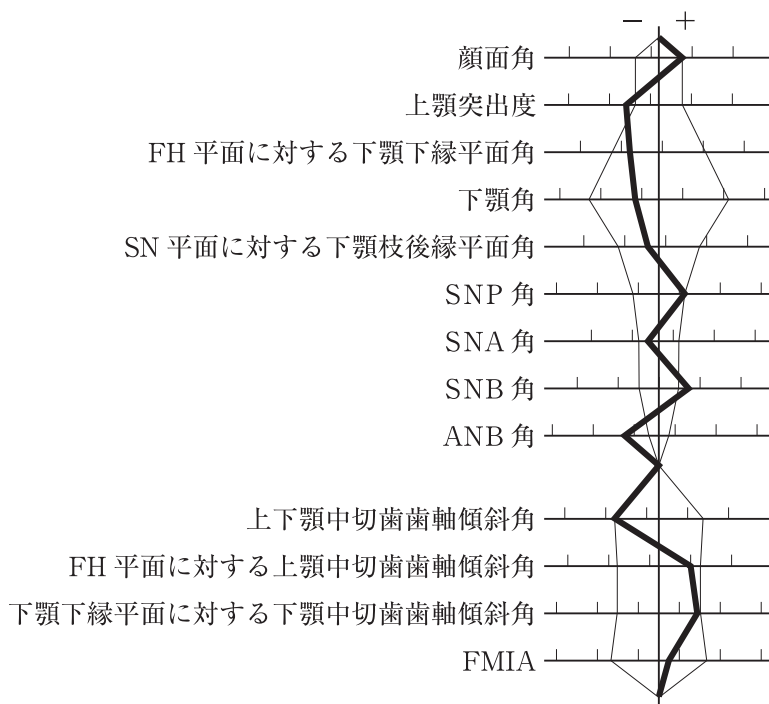 − +
顔面角
上顎突出度
FH 平面に対する下顎下縁平面角
下顎角
SN 平面に対する下顎枝後縁平面角
SNP 角
SNA 角
SNB 角
ANB 角
上下顎中切歯歯軸傾斜角
FH 平面に対する上顎中切歯歯軸傾斜角
下顎下縁平面に対する下顎中切歯歯軸傾斜角
FMIA